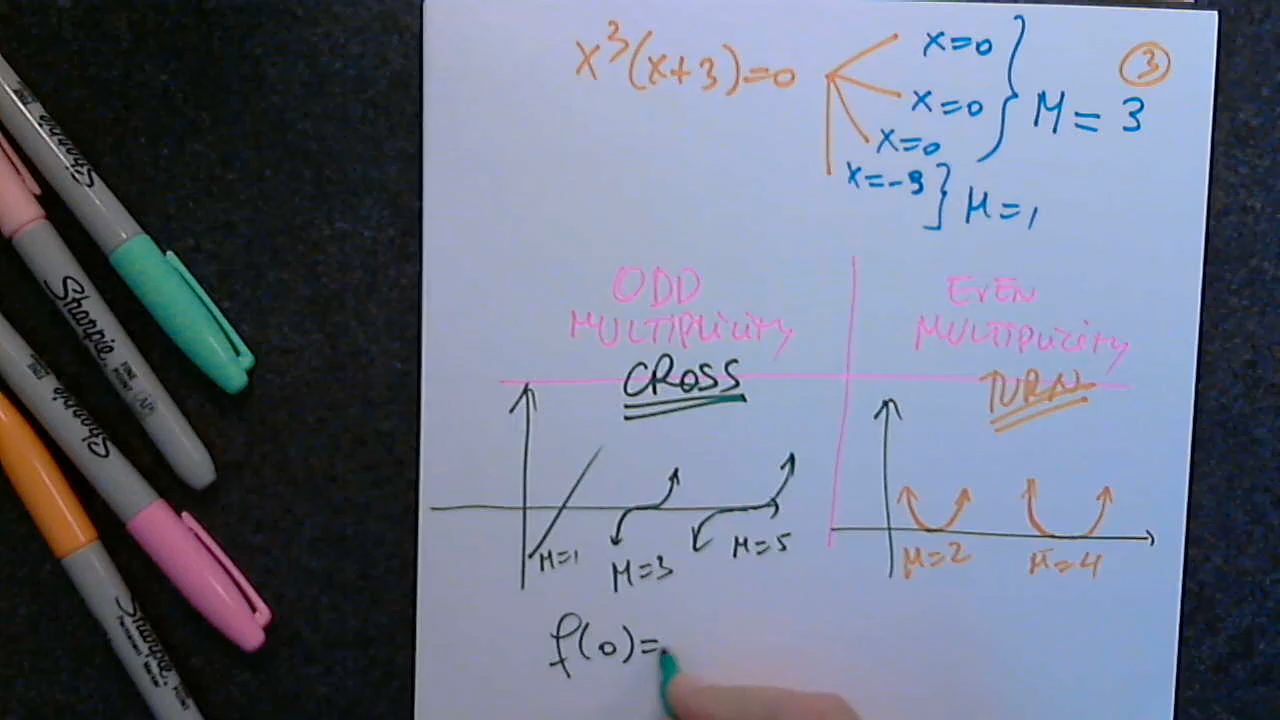 x³(x+3)=0
x=0
x=0
x=0
x=-3
M=3
M=1
3
ODD
MULTIPLICITY
CROSS
EVEN
MULTIPLICITY
TURN
M=1
M=3
M=5
M=2
M=4
f(0)=
Sharpie
Sharpie
Sharpie
Sharpie